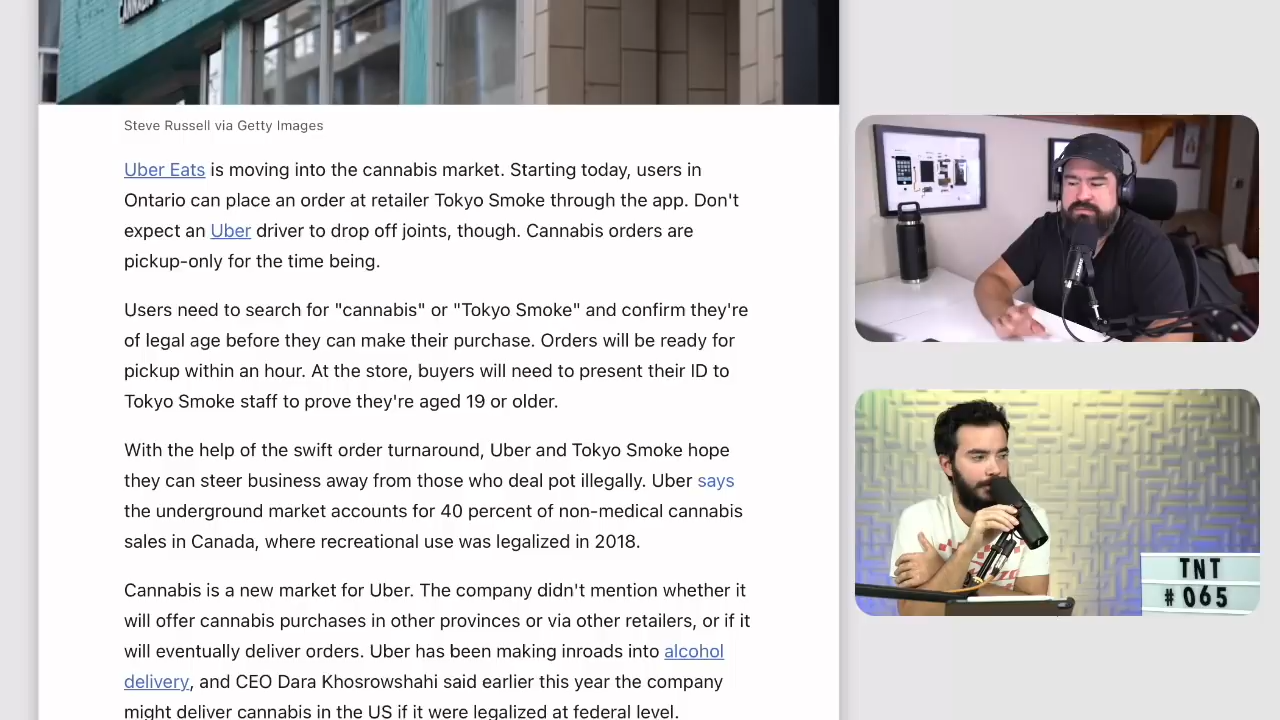 CANNABIS
Steve Russell via Getty Images
Uber Eats is moving into the cannabis market. Starting today, users in
Ontario can place an order at retailer Tokyo Smoke through the app. Don't
expect an Uber driver to drop off joints, though. Cannabis orders are
pickup-only for the time being.
Users need to search for "cannabis" or "Tokyo Smoke" and confirm they're
of legal age before they can make their purchase. Orders will be ready for
pickup within an hour. At the store, buyers will need to present their ID to
Tokyo Smoke staff to prove they're aged 19 or older.
With the help of the swift order turnaround, Uber and Tokyo Smoke hope
they can steer business away from those who deal pot illegally. Uber says
the underground market accounts for 40 percent of non-medical cannabis
sales in Canada, where recreational use was legalized in 2018.
Cannabis is a new market for Uber. The company didn't mention whether it
will offer cannabis purchases in other provinces or via other retailers, or if it
will eventually deliver orders. Uber has been making inroads into alcohol
delivery, and CEO Dara Khosrowshahi said earlier this year the company
might deliver cannabis in the US if it were legalized at federal level.
TNT
#065